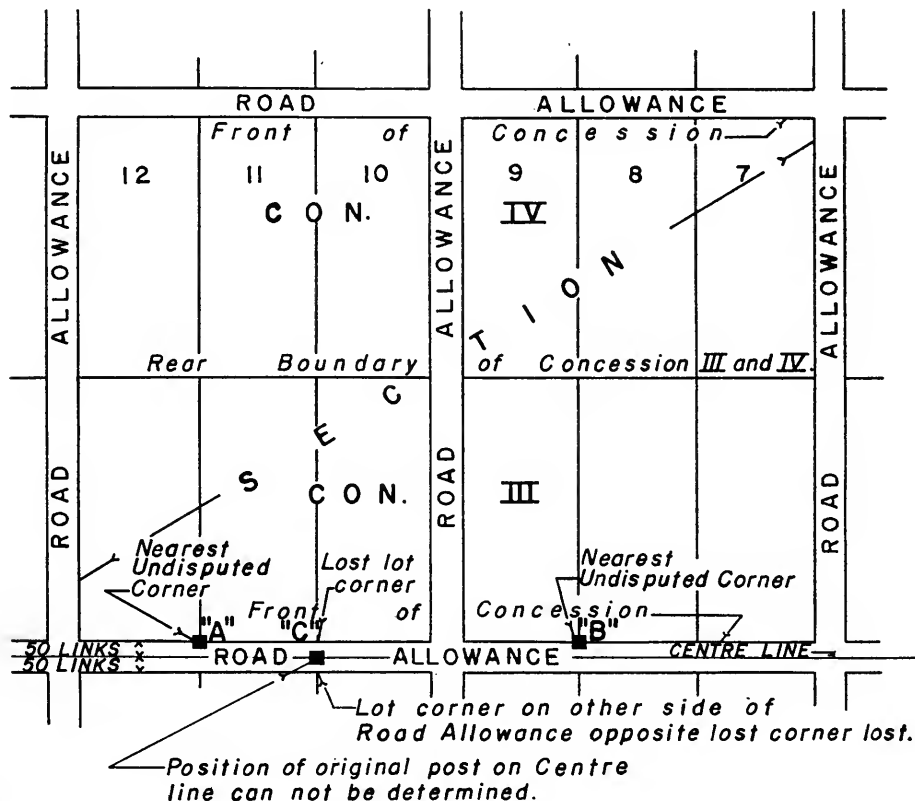 ROAD ALLOWANCE
Front of Concession
ALLOWANCE
ALLOWANCE
ALLOWANCE
12 11 10 9 8 7
CON. IV
SECTION
Rear Boundary of Concession III and IV.
ROAD
ROAD
ROAD
CON. III
Nearest
Undisputed
Corner
Lost lot
corner
Nearest
Undisputed Corner
Front of Concession
"A" "C" "B"
50 LINKS
50 LINKS
ROAD ALLOWANCE
CENTRE LINE
Lot corner on other side of
Road Allowance opposite lost corner lost.
Position of original post on Centre
line can not be determined.